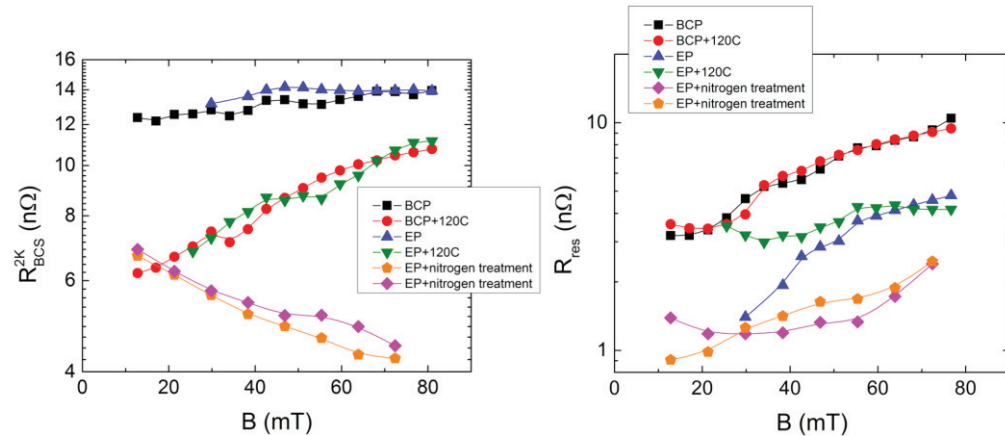 16
14
12
10
8
6
4
R_BCS^2K (nΩ)
BCP
BCP+120C
EP
EP+120C
EP+nitrogen treatment
EP+nitrogen treatment
0 20 40 60 80
B (mT)
BCP
BCP+120C
EP
EP+120C
EP+nitrogen treatment
EP+nitrogen treatment
10
1
R_res (nΩ)
0 20 40 60 80
B (mT)